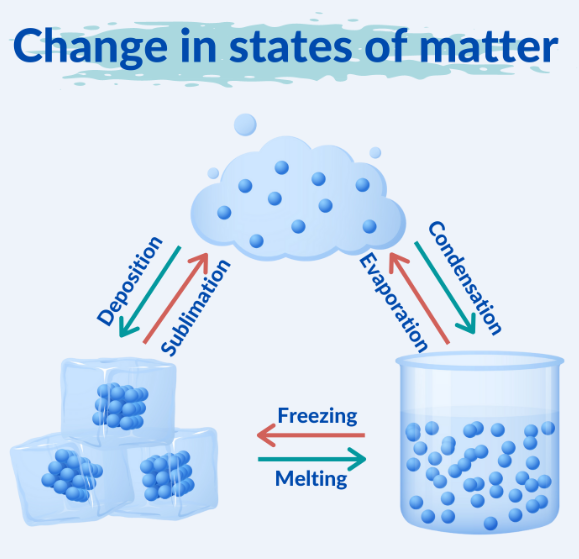 Change in states of matter
Deposition
Sublimation
Evaporation
Condensation
Freezing
Melting